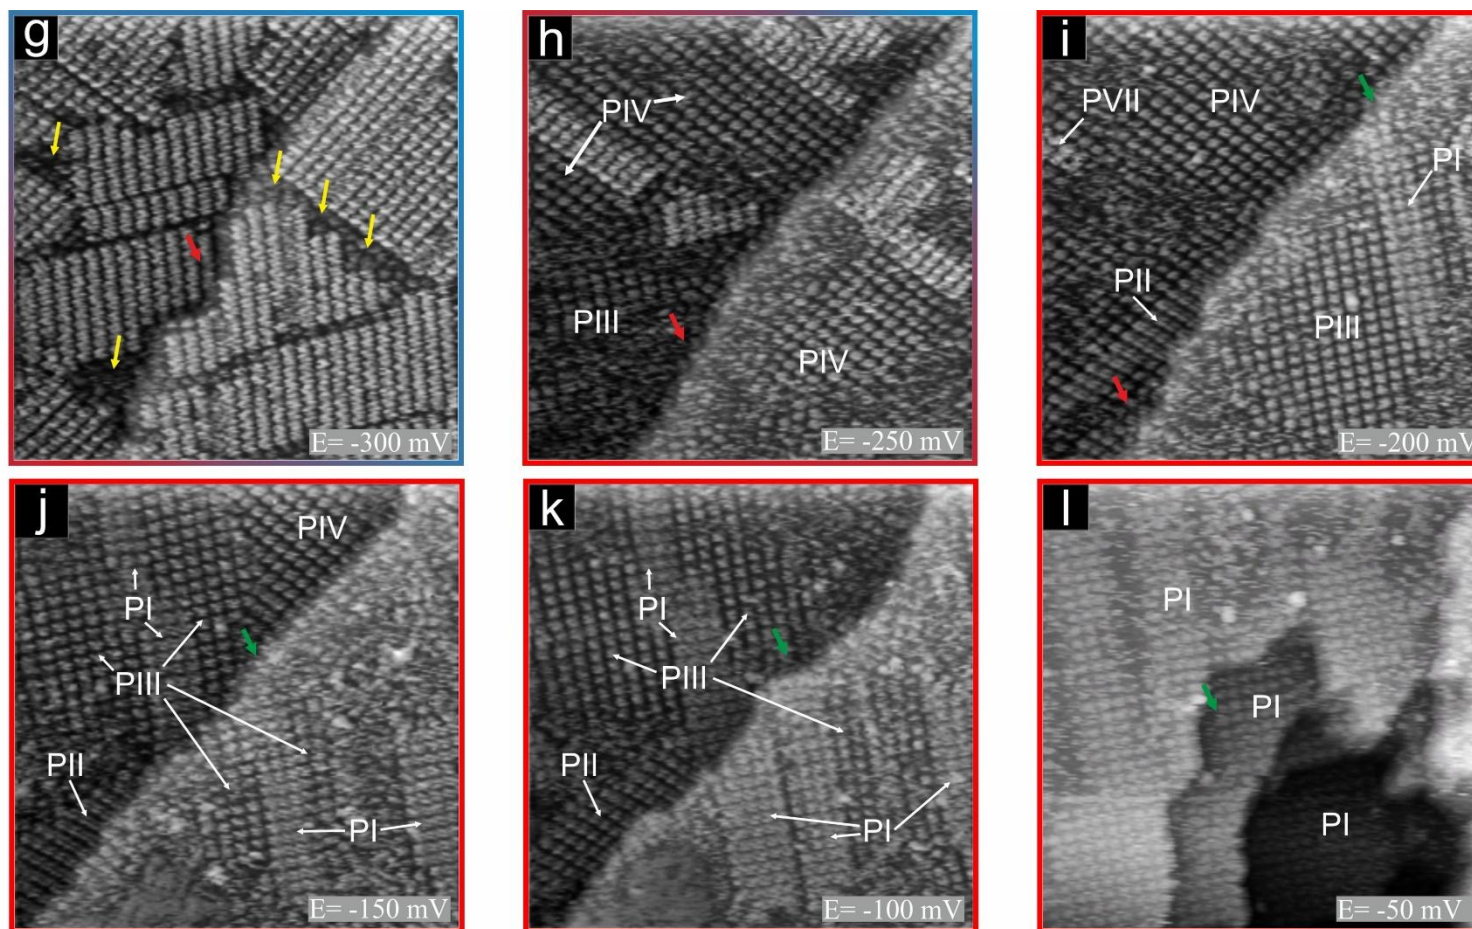 g
E= -300 mV
h
PIV
PIII
PIV
E= -250 mV
i
PVII
PIV
PI
PII
PIII
E= -200 mV
j
PIV
PI
PIII
PII
PI
E= -150 mV
k
PI
PIII
PII
PI
E= -100 mV
l
PI
PI
PI
E= -50 mV